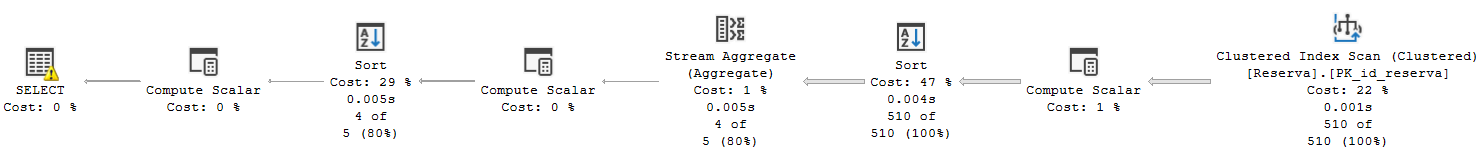 SELECT
Cost: 0 %
Compute Scalar
Cost: 0 %
Sort
Cost: 29 %
0.005s
4 of
5 (80%)
Compute Scalar
Cost: 0 %
Stream Aggregate
(Aggregate)
Cost: 1 %
0.005s
4 of
5 (80%)
Sort
Cost: 47 %
0.004s
510 of
510 (100%)
Compute Scalar
Cost: 1 %
Clustered Index Scan (Clustered)
[Reserva].[PK_id_reserva]
Cost: 22 %
0.001s
510 of
510 (100%)